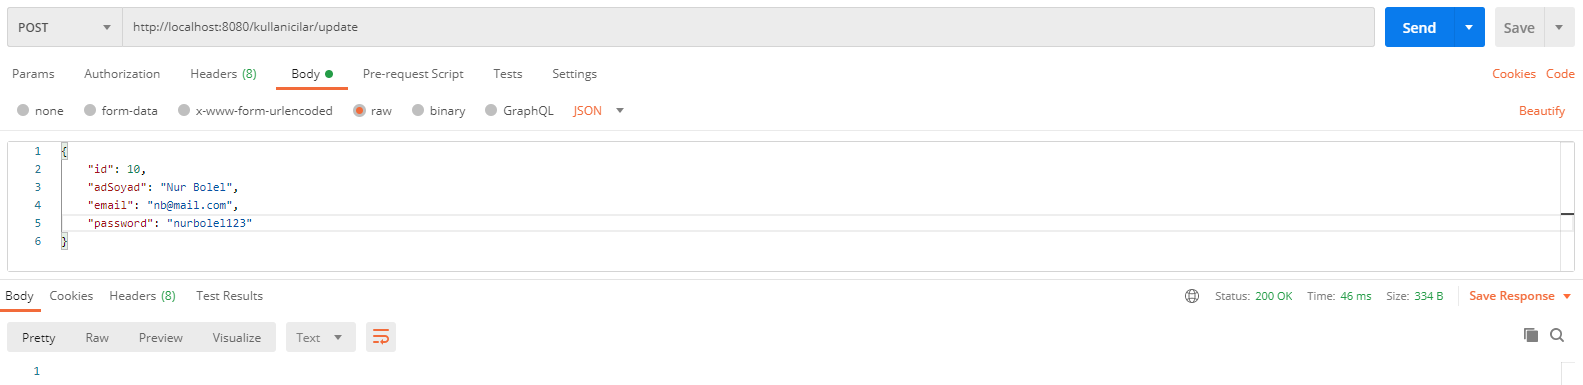 POST http://localhost:8080/kullanicilar/update Send Save
Params Authorization Headers (8) Body Pre-request Script Tests Settings Cookies Code
none form-data x-www-form-urlencoded raw binary GraphQL JSON Beautify
1 {
2 "id": 10,
3 "adSoyad": "Nur Bolel",
4 "email": "nb@mail.com",
5 "password": "nurbolel123"
6 }
Body Cookies Headers (8) Test Results Status: 200 OK Time: 46 ms Size: 334 B Save Response
Pretty Raw Preview Visualize Text
1